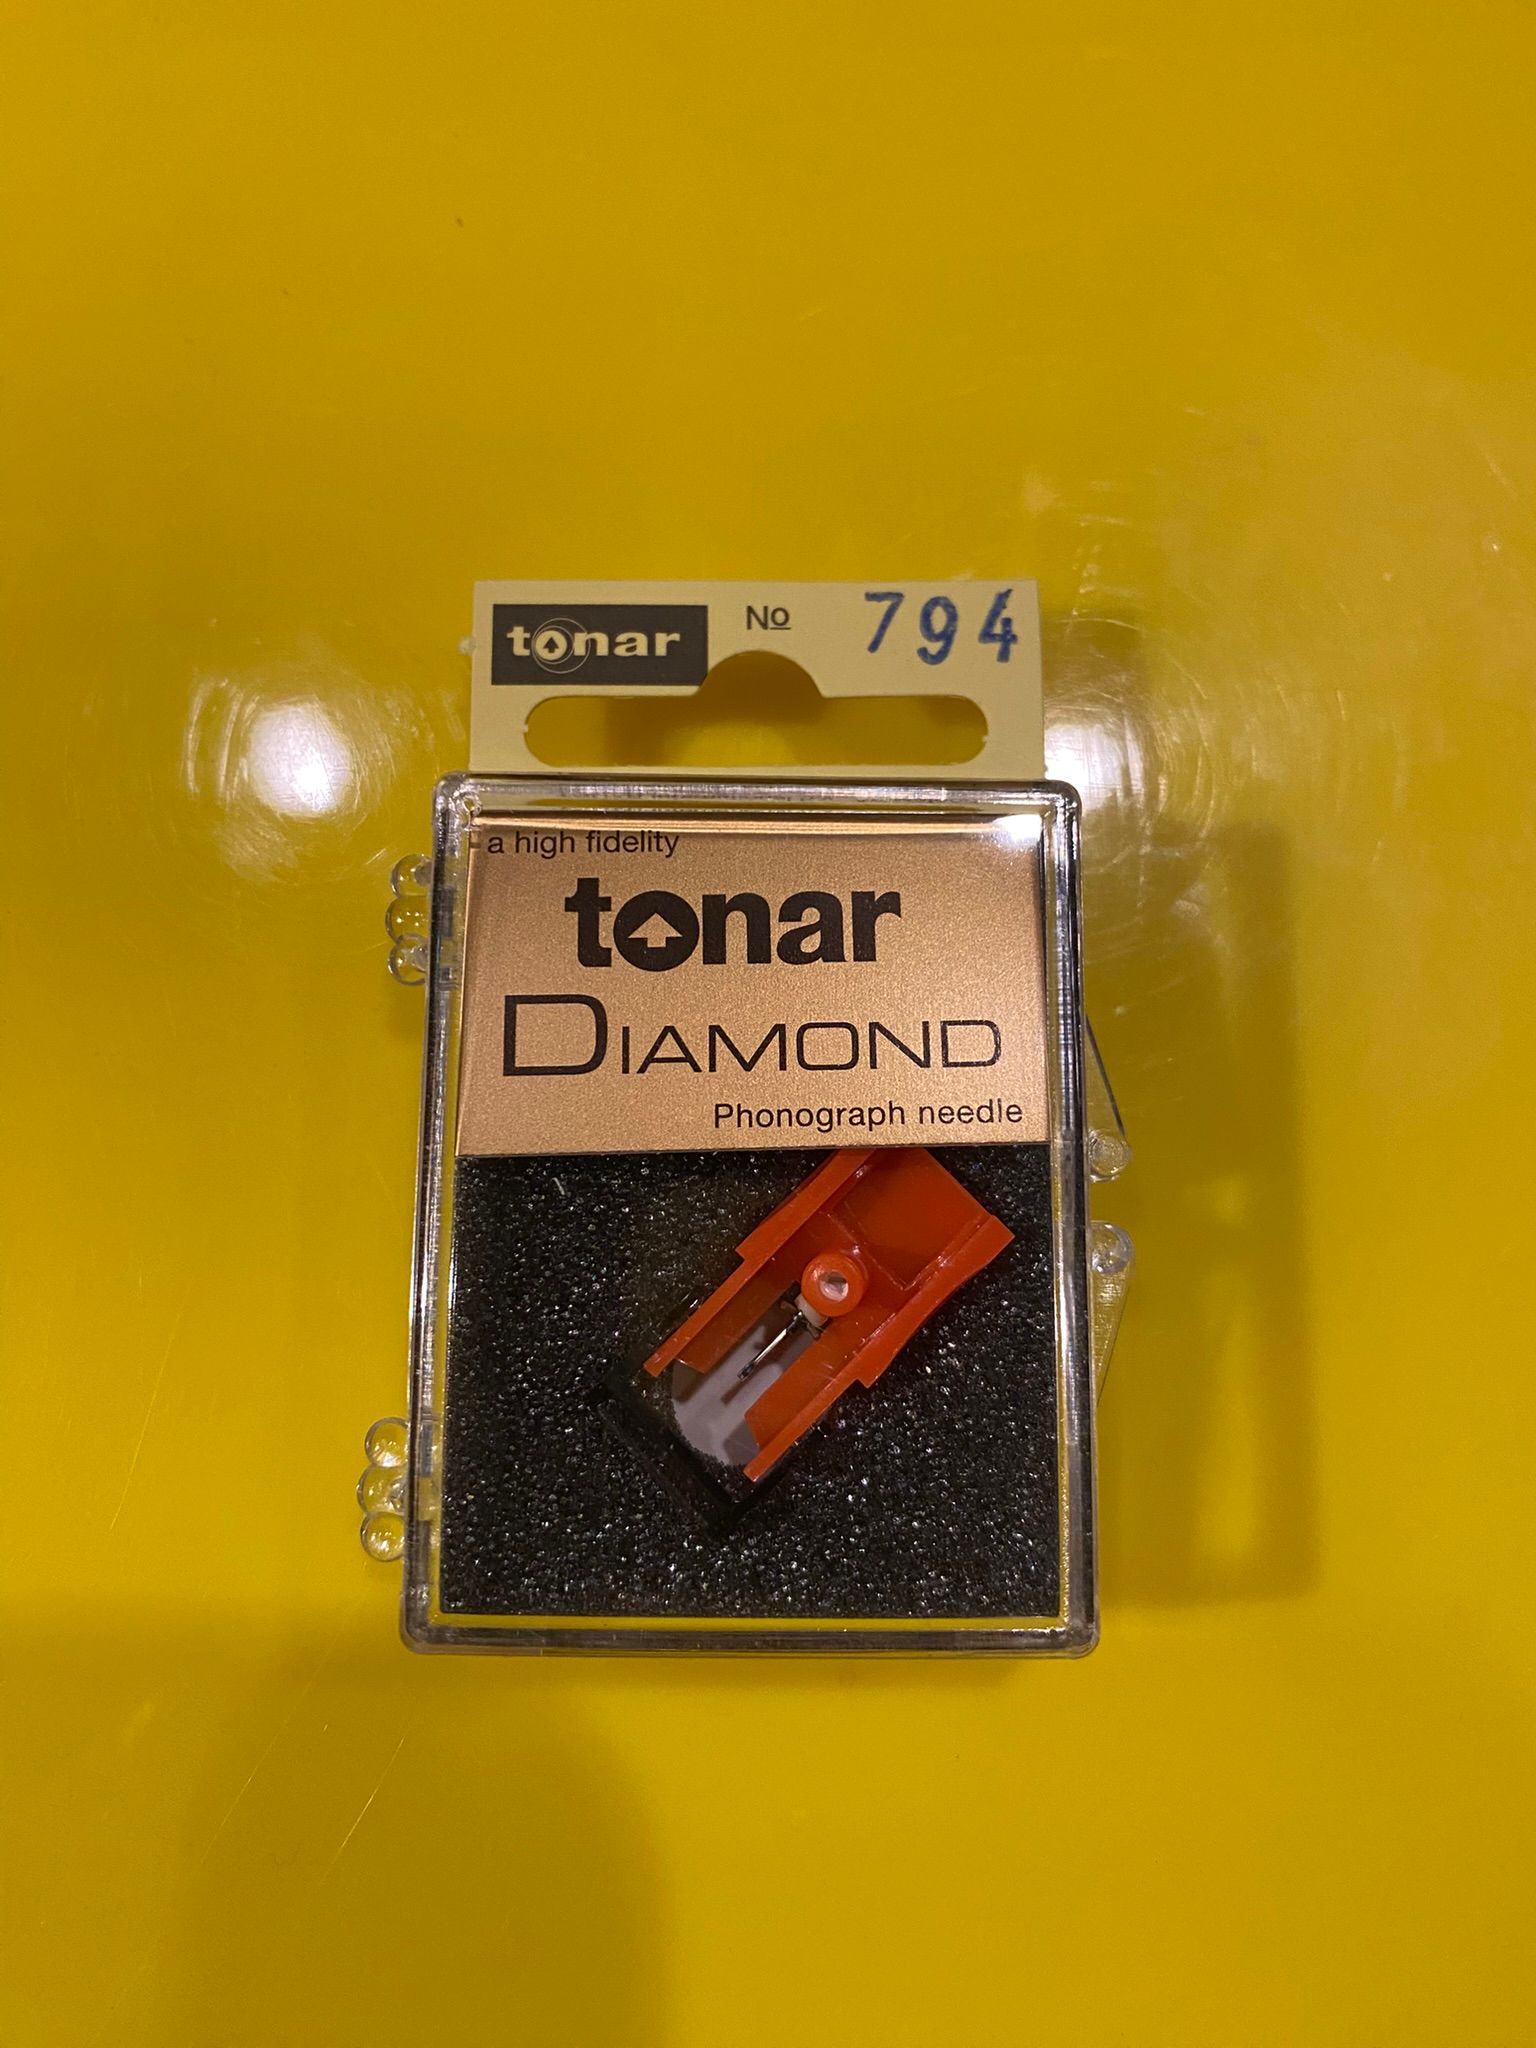 tonar No 794
a high fidelity
tonar
DIAMOND
Phonograph needle